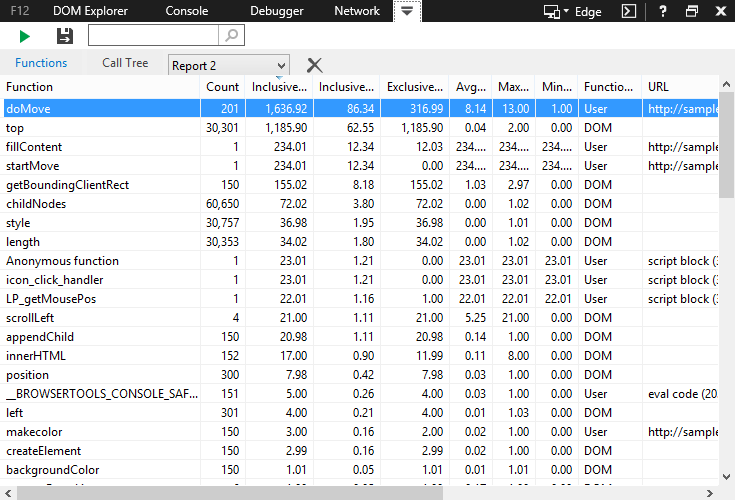 F12 DOM Explorer Console Debugger Network Edge ?
Functions Call Tree Report 2
Function Count Inclusive... Inclusive... Exclusive... Avg... Max... Min... Functio... URL
doMove 201 1,636.92 86.34 316.99 8.14 13.00 1.00 User http://sample
top 30,301 1,185.90 62.55 1,185.90 0.04 2.00 0.00 DOM
fillContent 1 234.01 12.34 12.03 234.... 234.... 234.... User http://sample
startMove 1 234.01 12.34 0.00 234.... 234.... 234.... User http://sample
getBoundingClientRect 150 155.02 8.18 155.02 1.03 2.97 0.00 DOM
childNodes 60,650 72.02 3.80 72.02 0.00 1.02 0.00 DOM
style 30,757 36.98 1.95 36.98 0.00 1.01 0.00 DOM
length 30,353 34.02 1.80 34.02 0.00 1.02 0.00 DOM
Anonymous function 1 23.01 1.21 0.00 23.01 23.01 23.01 User script block (3
icon_click_handler 1 23.01 1.21 0.00 23.01 23.01 23.01 User script block (3
LP_getMousePos 1 22.01 1.16 1.00 22.01 22.01 22.01 User script block (3
scrollLeft 4 21.00 1.11 21.00 5.25 21.00 0.00 DOM
appendChild 150 20.98 1.11 20.98 0.14 1.00 0.00 DOM
innerHTML 152 17.00 0.90 11.99 0.11 8.00 0.00 DOM
position 300 7.98 0.42 7.98 0.03 1.00 0.00 DOM
__BROWSERTOOLS_CONSOLE_SAF... 151 5.00 0.26 4.00 0.03 1.00 0.00 User eval code (20
left 301 4.00 0.21 4.00 0.01 1.03 0.00 DOM
makecolor 150 3.00 0.16 2.00 0.02 1.00 0.00 User http://sample
createElement 150 2.99 0.16 2.99 0.02 1.00 0.00 DOM
backgroundColor 150 1.01 0.05 1.01 0.01 1.01 0.00 DOM